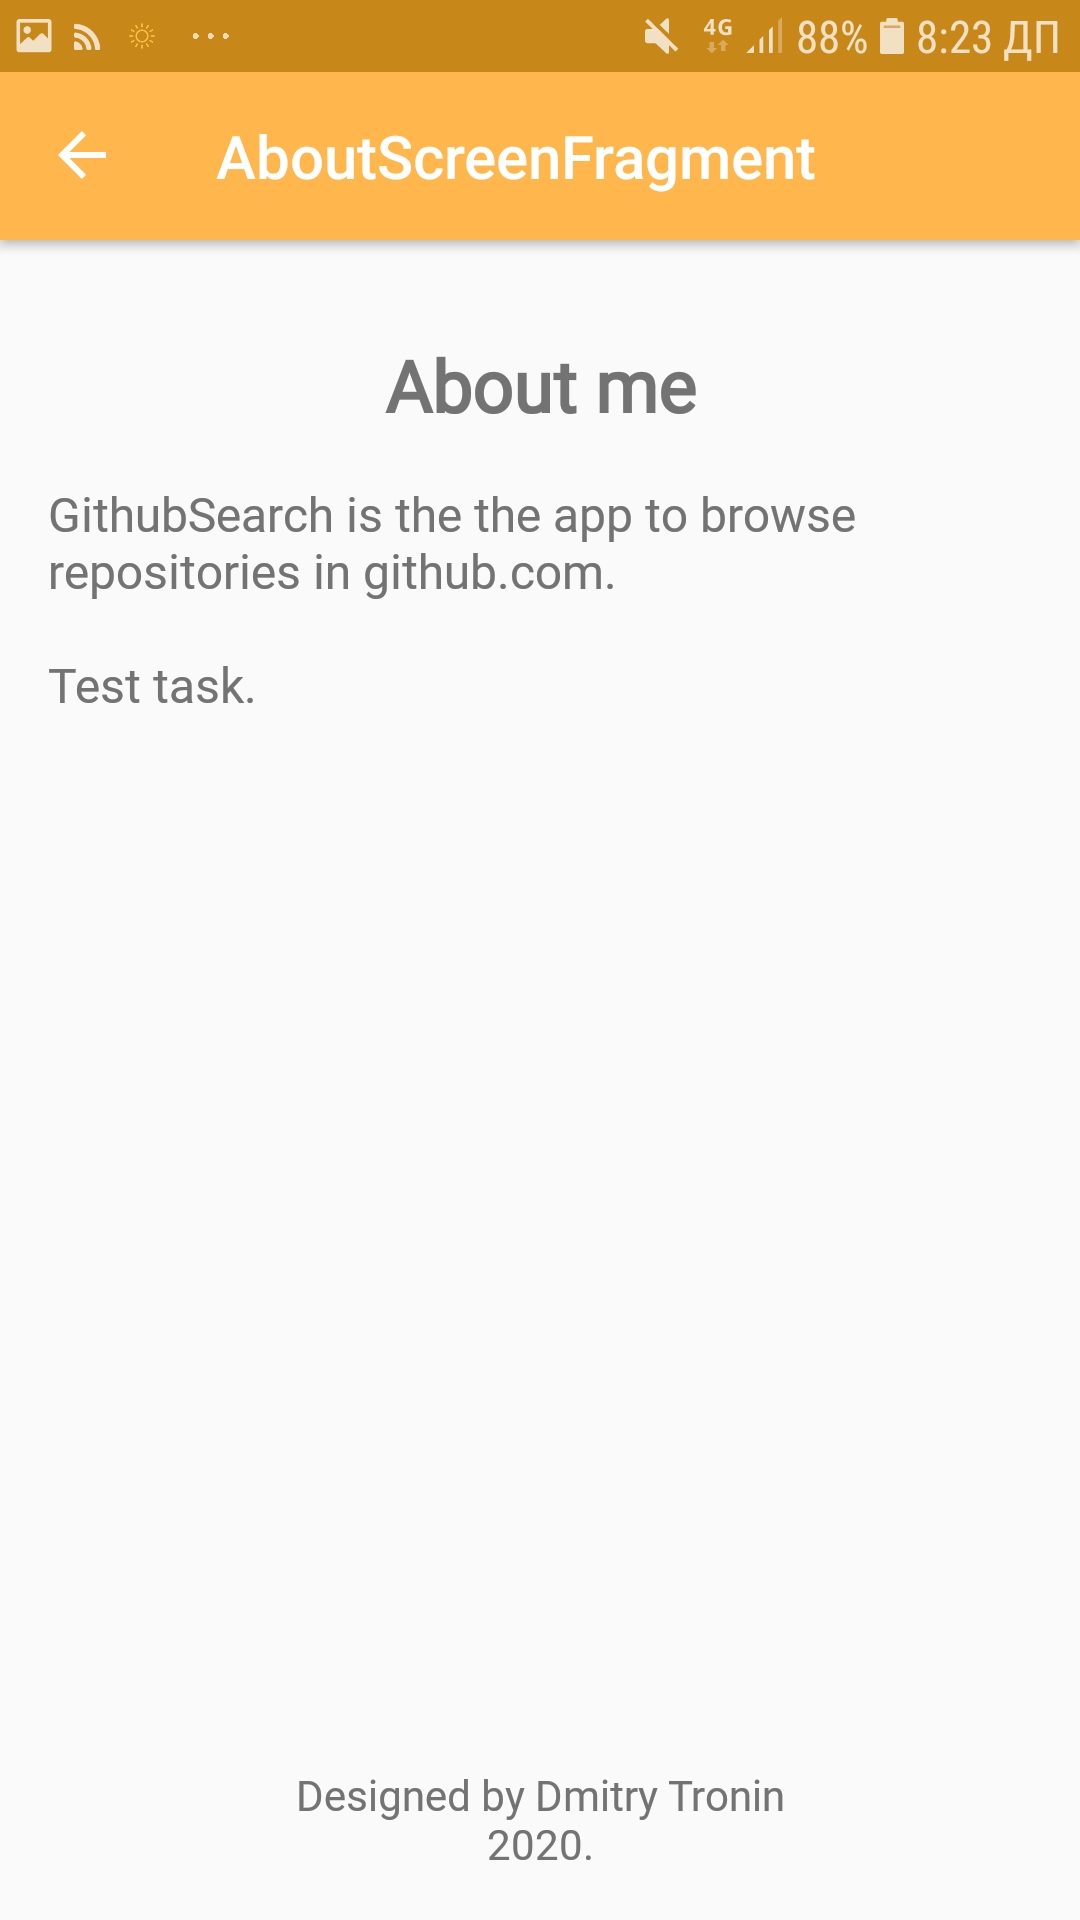 4G 88% 8:23 ДП
AboutScreenFragment
About me
GithubSearch is the the app to browse
repositories in github.com.
Test task.
Designed by Dmitry Tronin
2020.